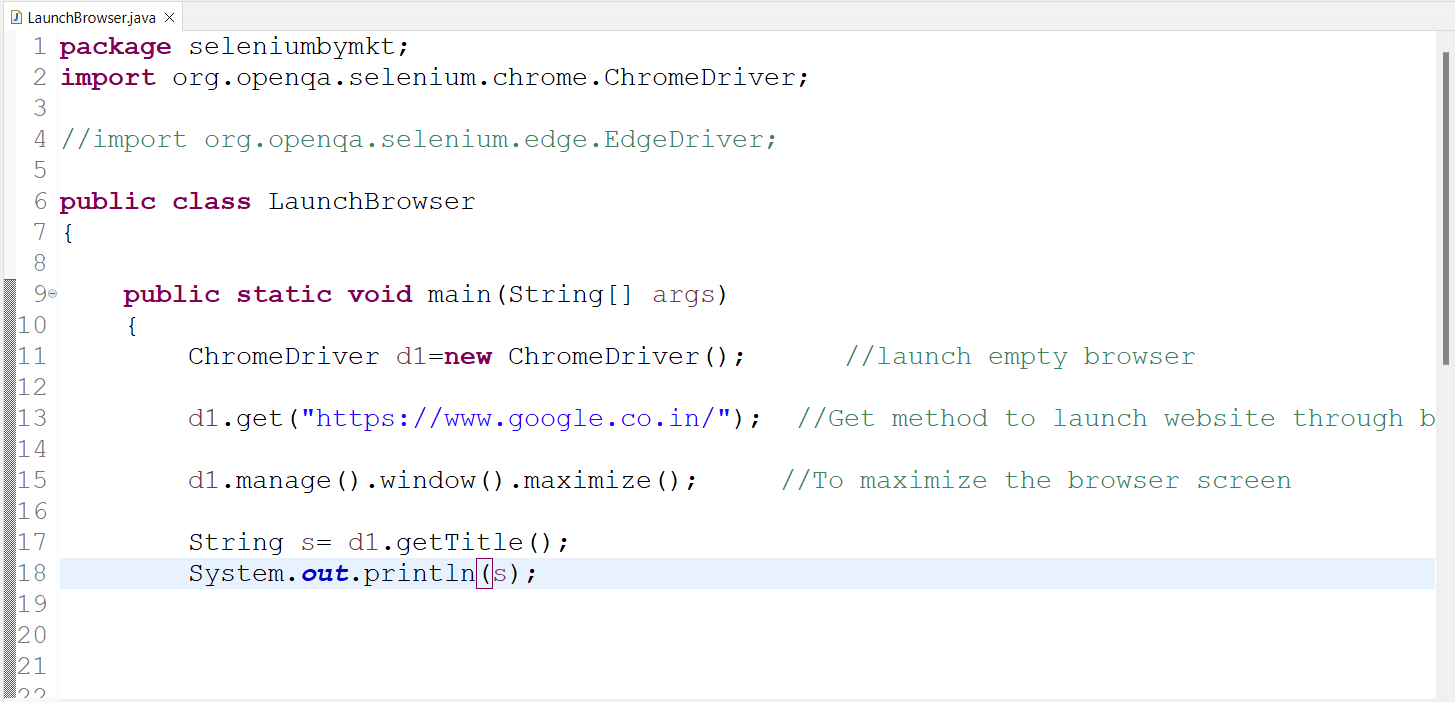 LaunchBrowser.java
1 package seleniumbymkt;
2 import org.openqa.selenium.chrome.ChromeDriver;
3
4 //import org.openqa.selenium.edge.EdgeDriver;
5
6 public class LaunchBrowser
7 {
8
9 public static void main(String[] args)
10 {
11 ChromeDriver d1=new ChromeDriver(); //launch empty browser
12
13 d1.get("https://www.google.co.in/"); //Get method to launch website through b
14
15 d1.manage().window().maximize(); //To maximize the browser screen
16
17 String s= d1.getTitle();
18 System.out.println(s);
19
20
21
22